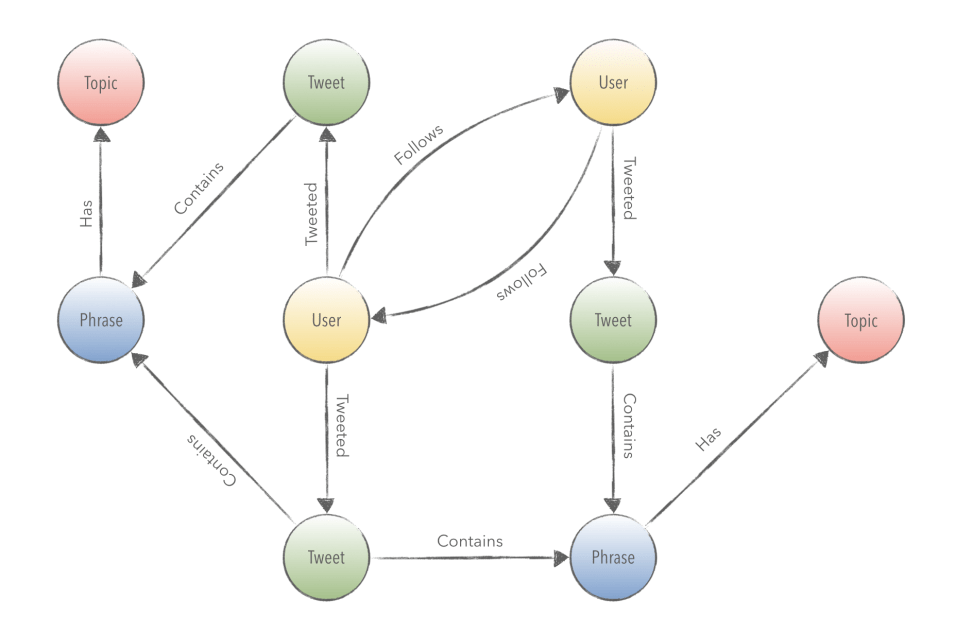 Topic
Tweet
User
Follows
Tweeted
Contains
Has
Tweeted
Follows
Phrase
User
Tweet
Topic
Tweeted
Contains
Contains
Has
Contains
Tweet
Phrase